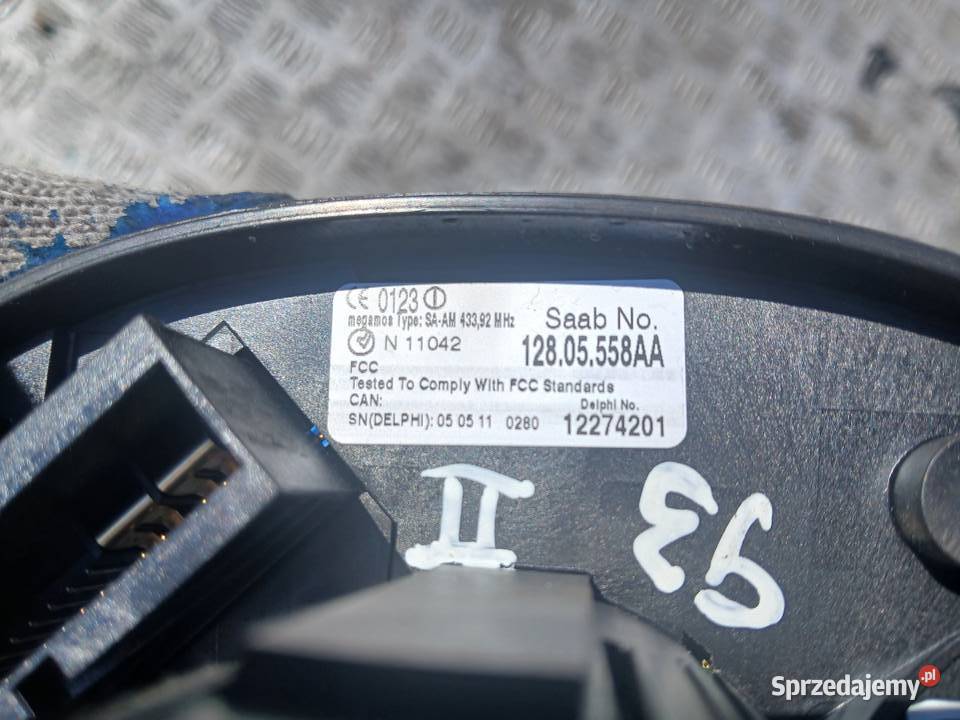 CE 0123
megamos Type: SA-AM 433,92 MHz
Saab No.
N 11042
128.05.558AA
FCC
Tested To Comply With FCC Standards
CAN:
Delphi No.
SN(DELPHI): 05 05 11 0280
12274201
II
93
Sprzedajemy.pl